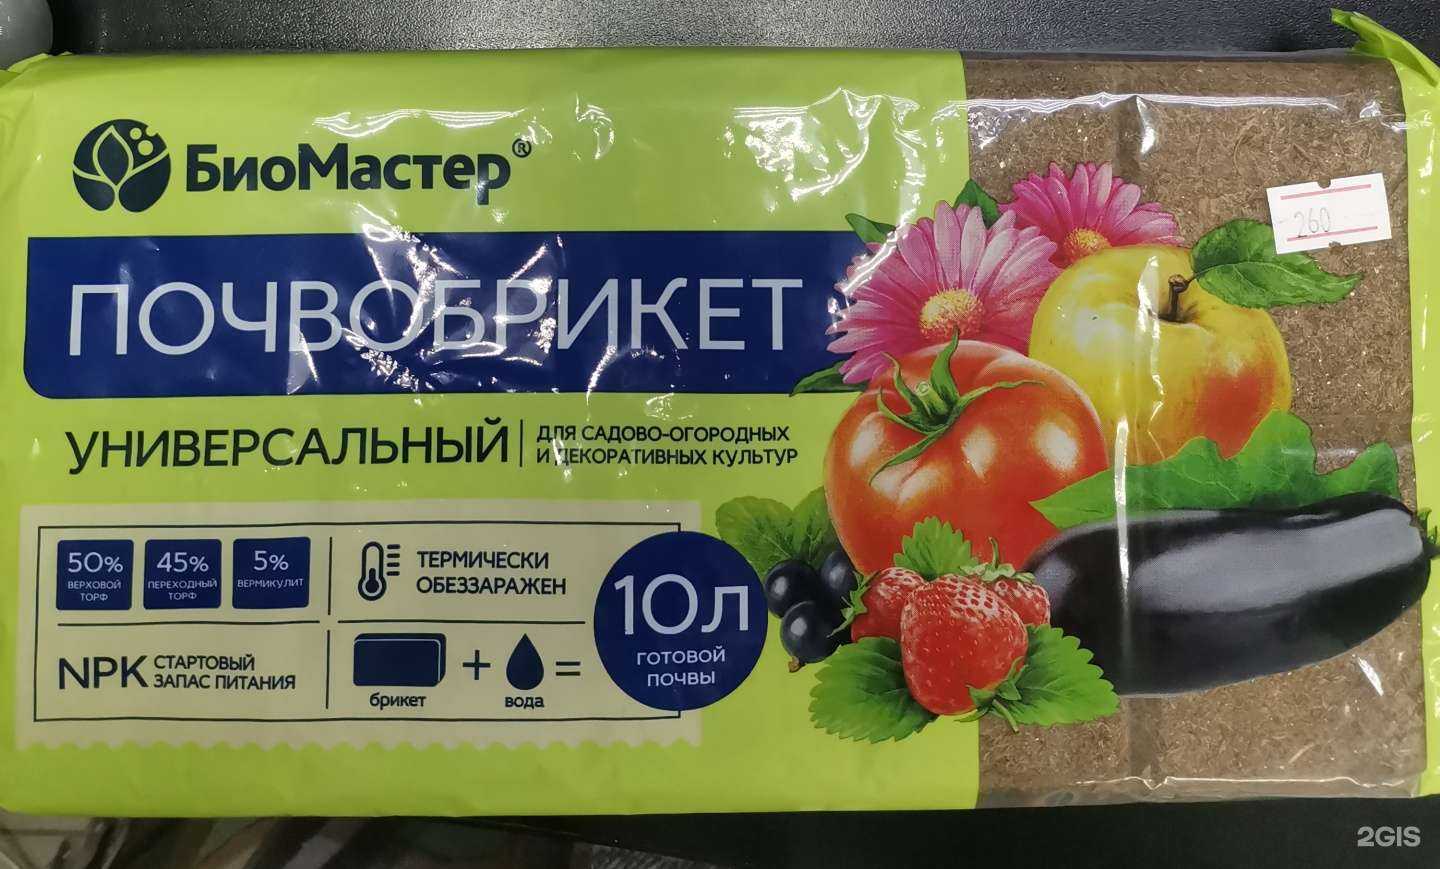 БиоМастер®
260
ПОЧВОБРИКЕТ
УНИВЕРСАЛЬНЫЙ
ДЛЯ САДОВО-ОГОРОДНЫХ
И ДЕКОРАТИВНЫХ КУЛЬТУР
50%
ВЕРХОВОЙ
ТОРФ
45%
ПЕРЕХОДНЫЙ
ТОРФ
5%
ВЕРМИКУЛИТ
ТЕРМИЧЕСКИ
ОБЕЗЗАРАЖЕН
NPK СТАРТОВЫЙ
ЗАПАС ПИТАНИЯ
брикет + вода =
10л
ГОТОВОЙ
ПОЧВЫ
2GIS